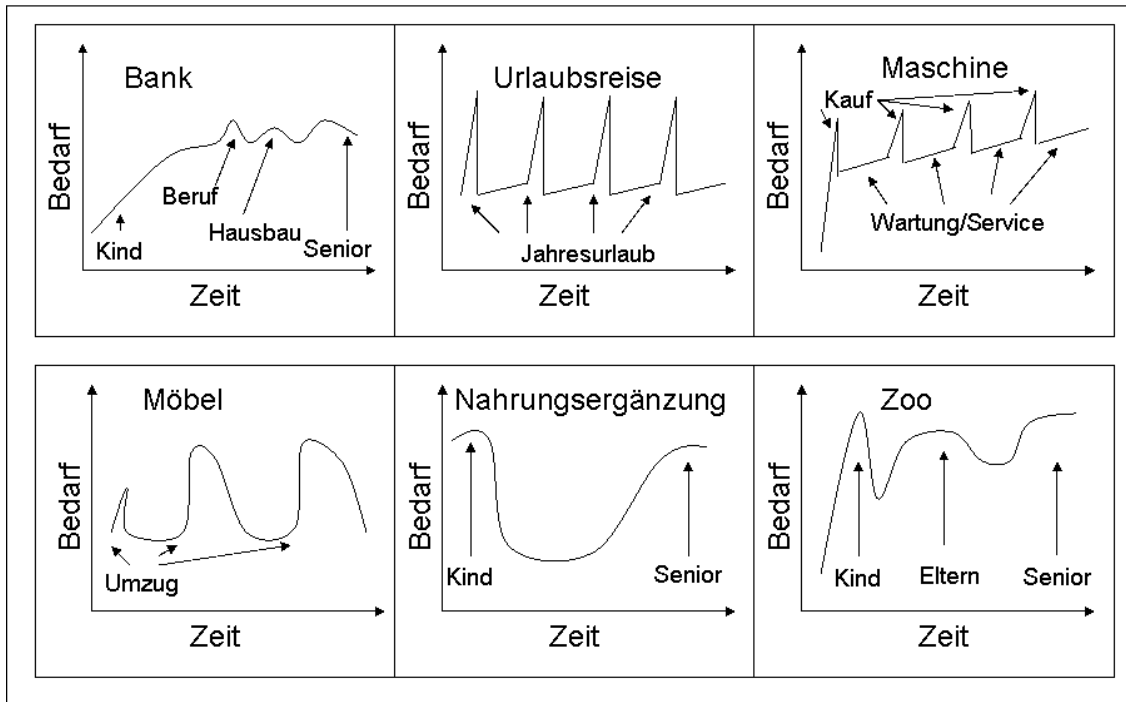 Bank
Bedarf
Beruf
Hausbau
Kind
Senior
Zeit
Urlaubsreise
Bedarf
Jahresurlaub
Zeit
Maschine
Kauf
Bedarf
Wartung/Service
Zeit
Möbel
Bedarf
Umzug
Zeit
Nahrungsergänzung
Bedarf
Kind
Senior
Zeit
Zoo
Bedarf
Kind
Eltern
Senior
Zeit